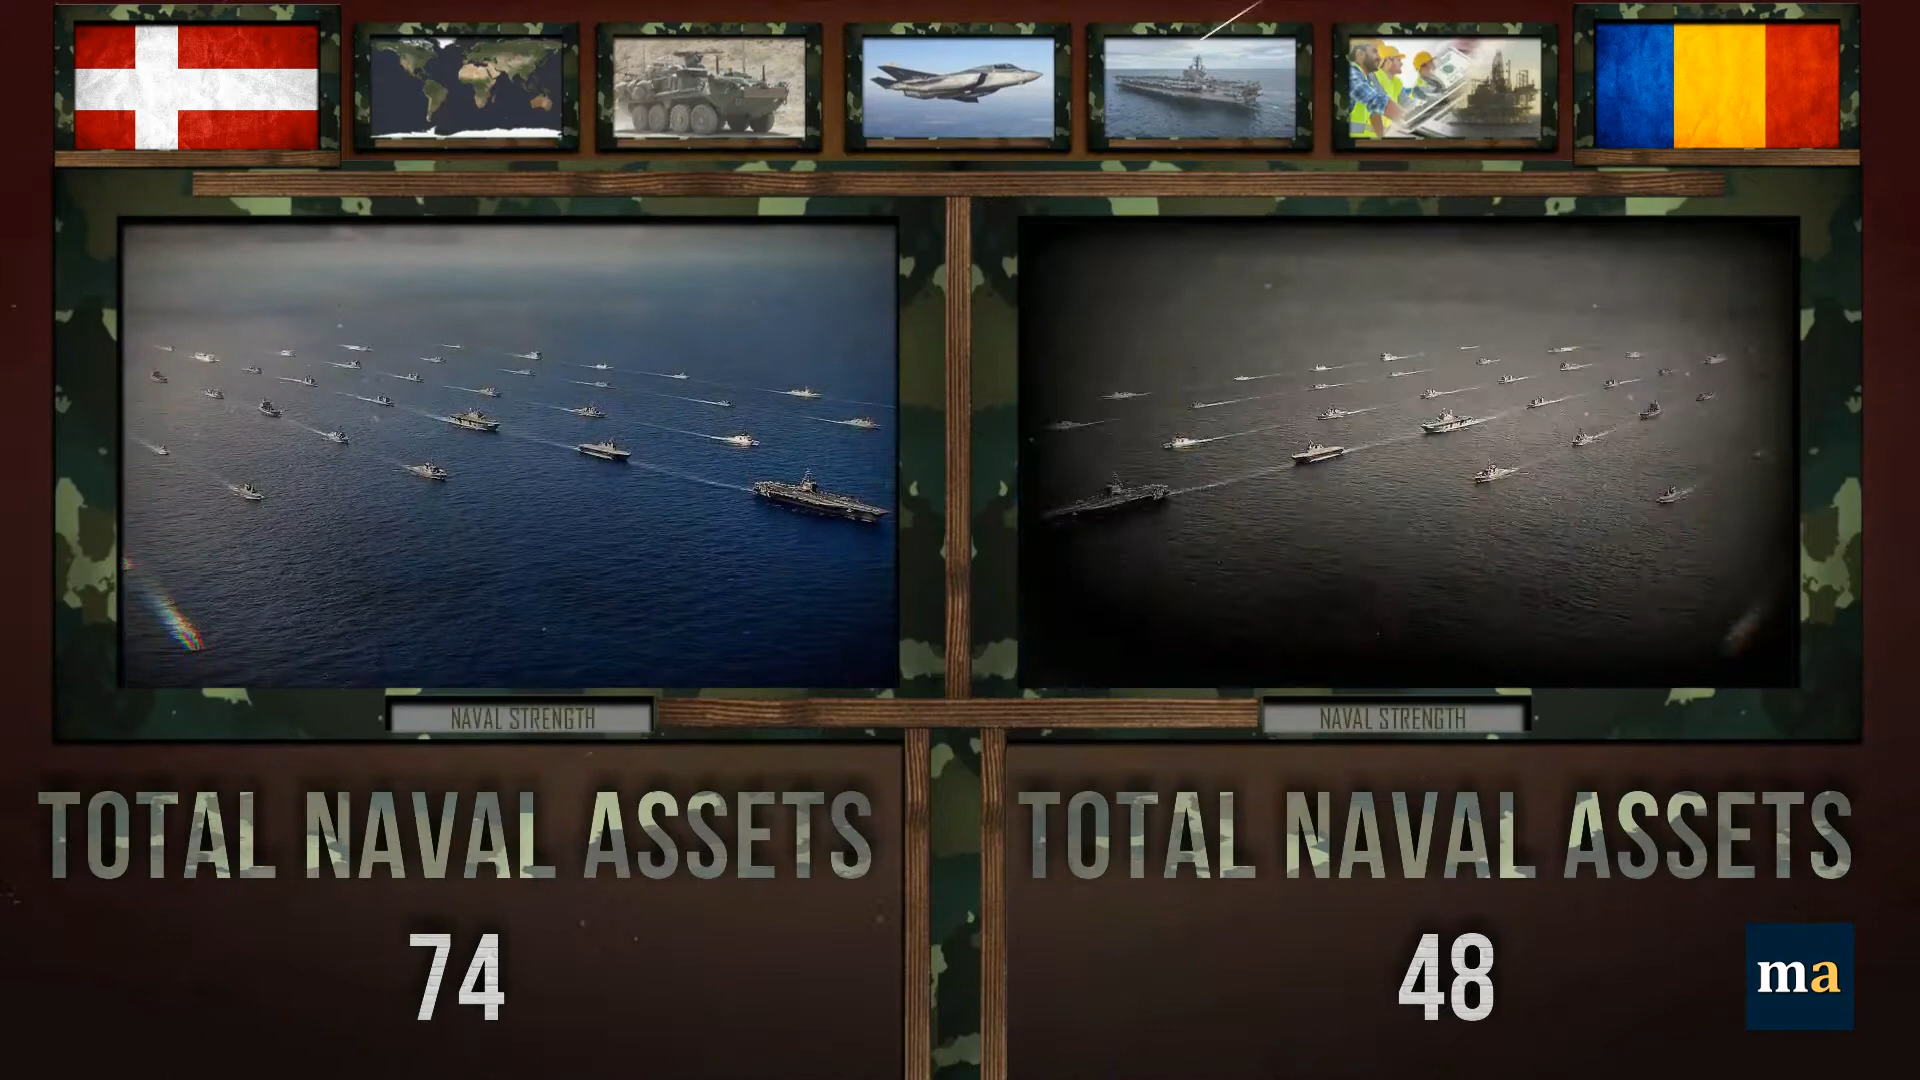 NAVAL STRENGTH
NAVAL STRENGTH
TOTAL NAVAL ASSETS
TOTAL NAVAL ASSETS
74
48
ma